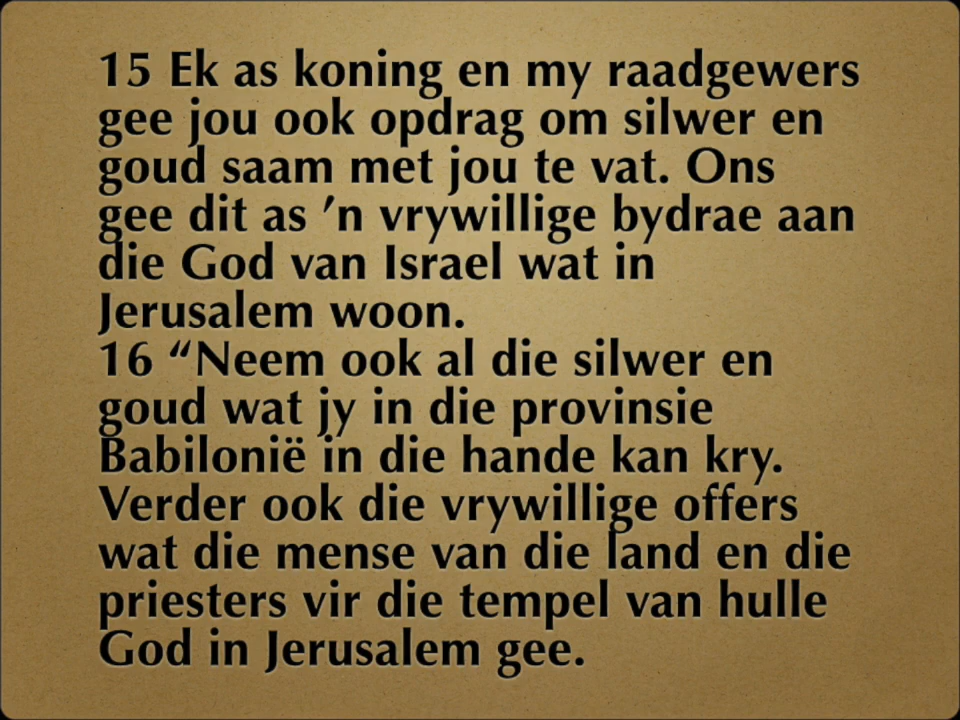 15 Ek as koning en my raadgewers
gee jou ook opdrag om silwer en
goud saam met jou te vat. Ons
gee dit as ’n vrywillige bydrae aan
die God van Israel wat in
Jerusalem woon.
16 “Neem ook al die silwer en
goud wat jy in die provinsie
Babilonië in die hande kan kry.
Verder ook die vrywillige offers
wat die mense van die land en die
priesters vir die tempel van hulle
God in Jerusalem gee.